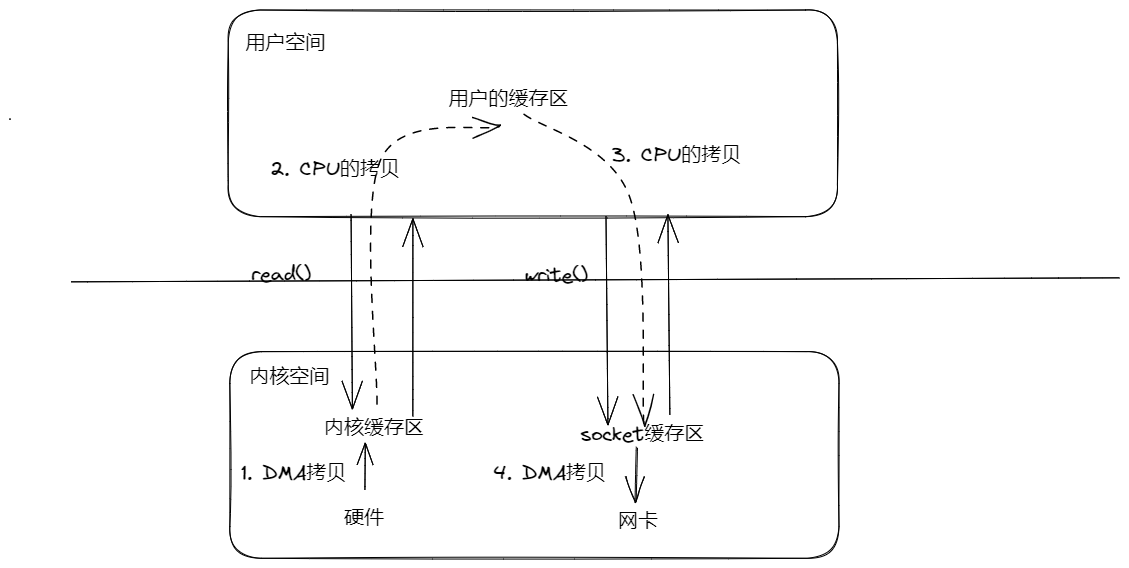 用户空间
用户的缓存区
2. CPU的拷贝
3. CPU的拷贝
read()
write()
内核空间
内核缓存区
socket缓存区
1. DMA拷贝
4. DMA拷贝
硬件
网卡